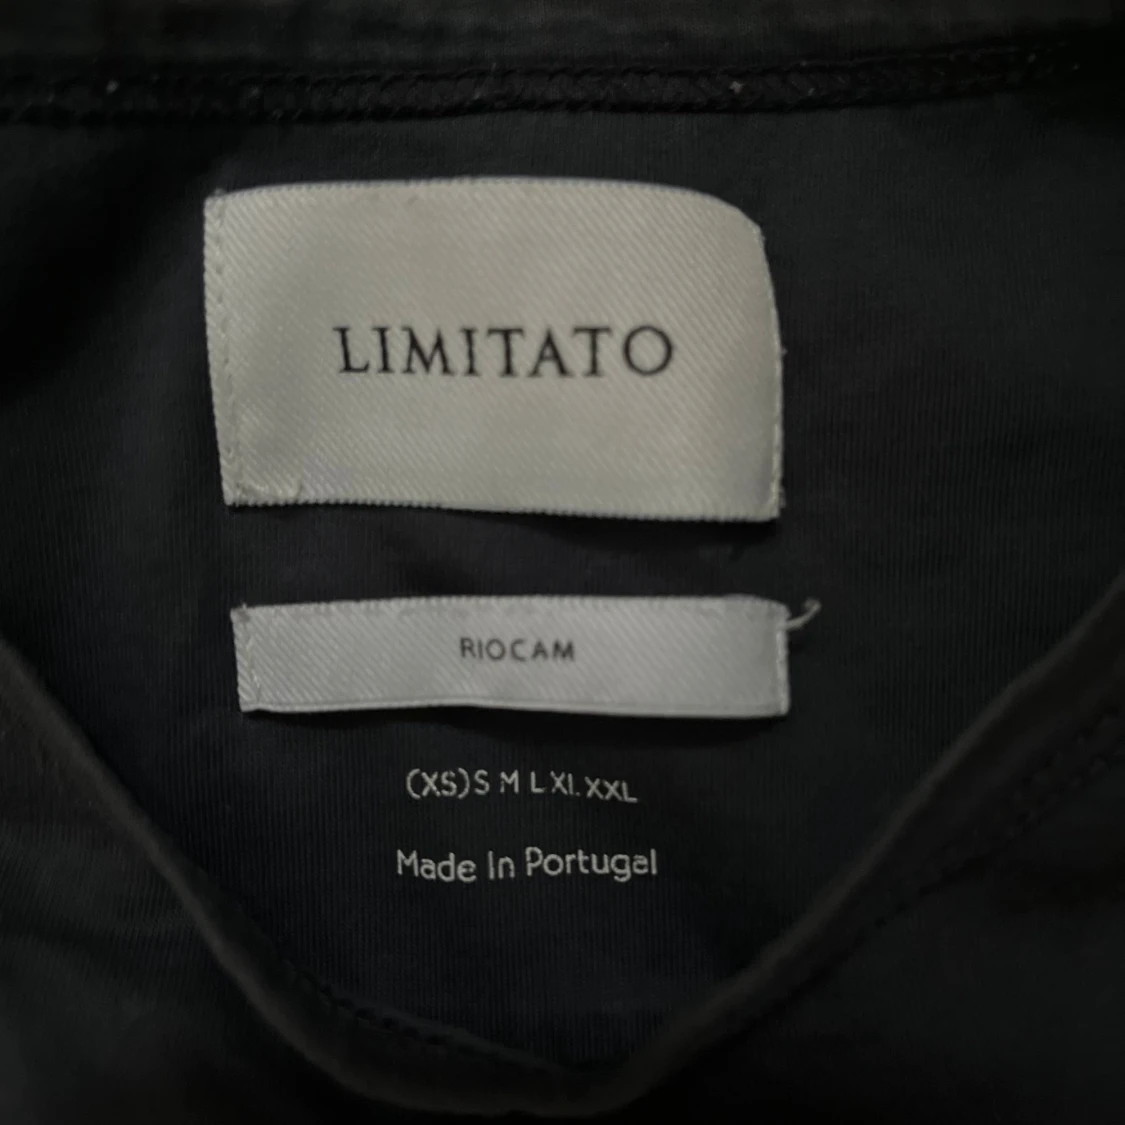 LIMITATO
RIOCAM
(XS) S M L XL XXL
Made In Portugal